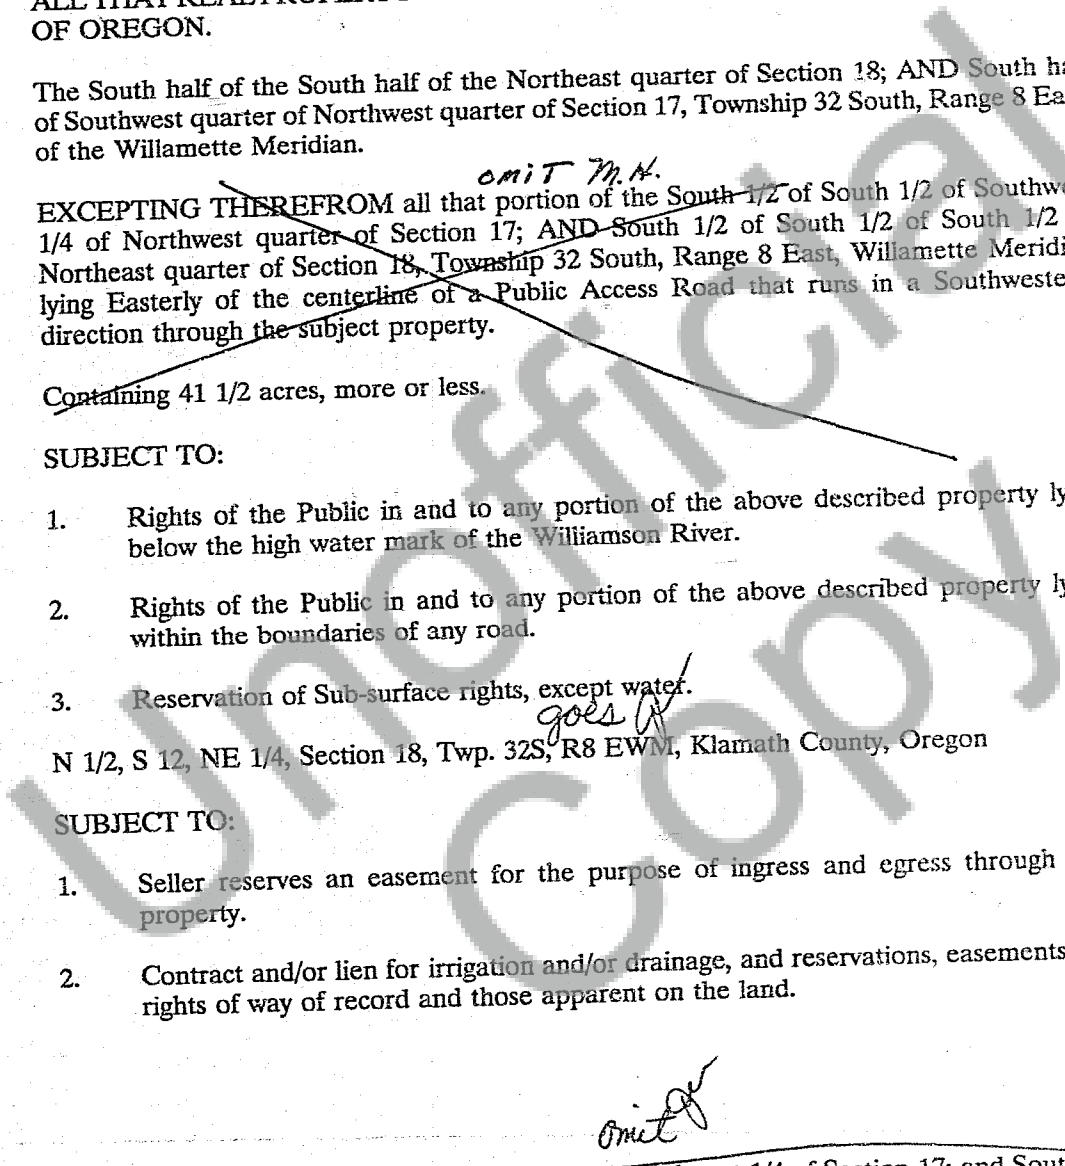 OF OREGON.
The South half of the South half of the Northeast quarter of Section 18; AND South ha
of Southwest quarter of Northwest quarter of Section 17, Township 32 South, Range 8 Ea
of the Willamette Meridian.
omit M.H.
EXCEPTING THEREFROM all that portion of the South 1/2 of South 1/2 of Southwe
1/4 of Northwest quarter of Section 17; AND South 1/2 of South 1/2 of South 1/2
Northeast quarter of Section 18, Township 32 South, Range 8 East, Willamette Meridi
lying Easterly of the centerline of a Public Access Road that runs in a Southweste
direction through the subject property.
Containing 41 1/2 acres, more or less.
SUBJECT TO:
1. Rights of the Public in and to any portion of the above described property ly
below the high water mark of the Williamson River.
2. Rights of the Public in and to any portion of the above described property ly
within the boundaries of any road.
3. Reservation of Sub-surface rights, except water.
goes
N 1/2, S 12, NE 1/4, Section 18, Twp. 32S, R8 EWM, Klamath County, Oregon
SUBJECT TO:
1. Seller reserves an easement for the purpose of ingress and egress through
property.
2. Contract and/or lien for irrigation and/or drainage, and reservations, easements
rights of way of record and those apparent on the land.
omit
Unofficial
Copy